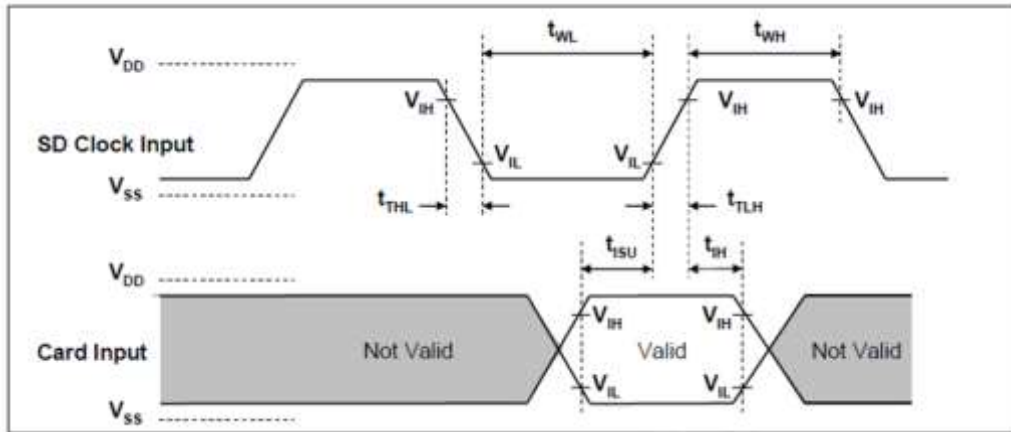 t_WL t_WH
V_DD
V_IH V_IH V_IH
SD Clock Input
V_IL V_IL
V_SS
t_THL t_TLH
t_ISU t_IH
V_DD
V_IH V_IH
Card Input Not Valid Valid Not Valid
V_IL V_IL
V_SS